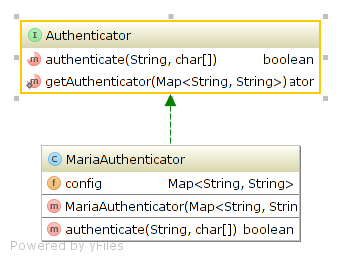 I Authenticator
m authenticate(String, char[]) boolean
m getAuthenticator(Map<String, String>) ator
C MariaAuthenticator
f config Map<String, String>
m MariaAuthenticator(Map<String, Strin
m authenticate(String, char[]) boolean
Powered by yFiles